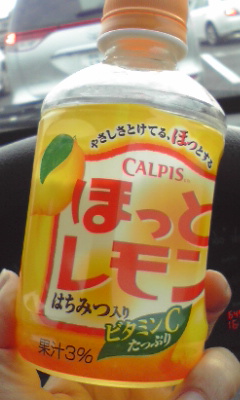 やさしさとけてる、ほっとする
CALPIS
ほっと
レモン
はちみつ入り
ビタミンC
たっぷり
果汁3%